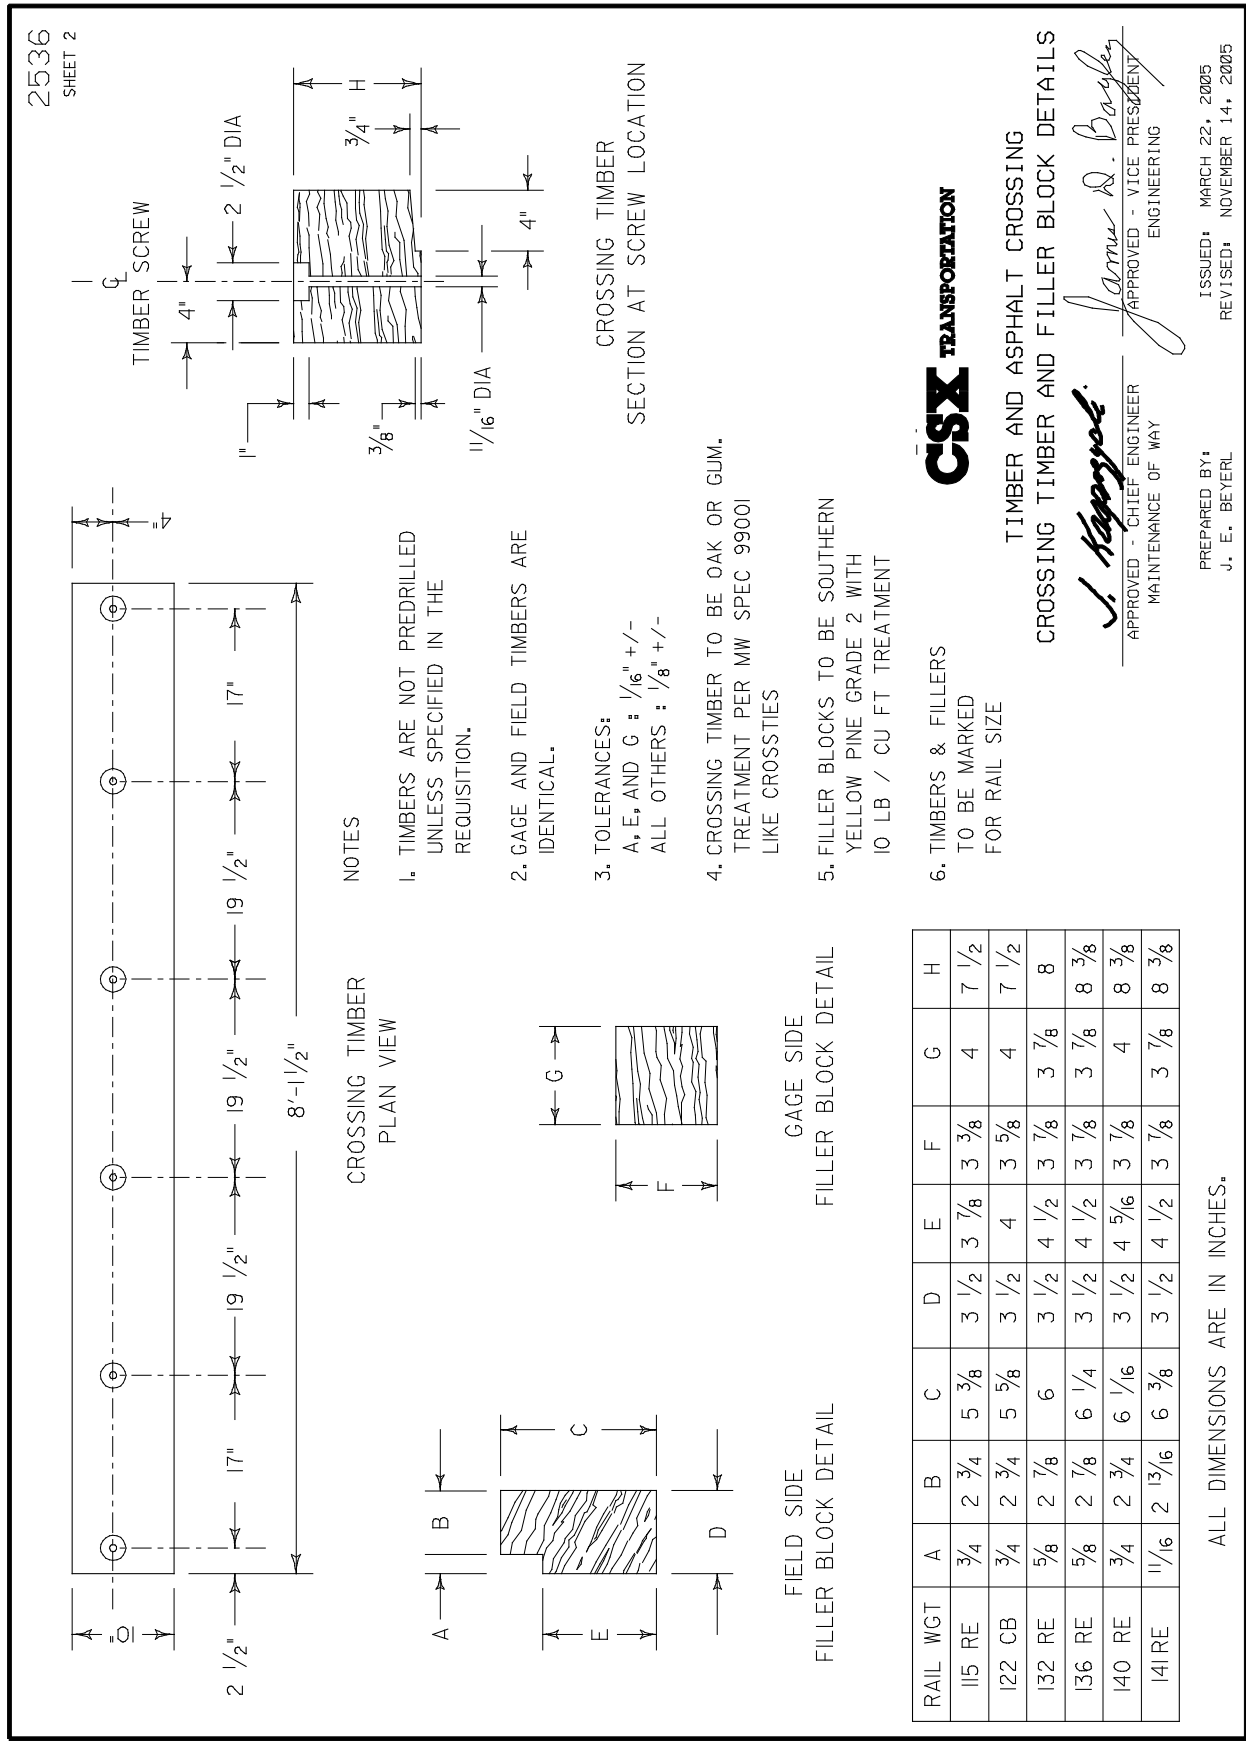 2536
SHEET 2
10"
4"
2 1/2"
17"
19 1/2"
19 1/2"
19 1/2"
17"
8'-1 1/2"
CROSSING TIMBER
PLAN VIEW
TIMBER SCREW
CL
4"
2 1/2" DIA
1"
3/8"
11/16" DIA
4"
3/4"
H
CROSSING TIMBER
SECTION AT SCREW LOCATION
A
B
C
D
E
FIELD SIDE
FILLER BLOCK DETAIL
F
G
GAGE SIDE
FILLER BLOCK DETAIL
NOTES
1. TIMBERS ARE NOT PREDRILLED
UNLESS SPECIFIED IN THE
REQUISITION.
2. GAGE AND FIELD TIMBERS ARE
IDENTICAL.
3. TOLERANCES:
A, E, AND G : 1/16" +/-
ALL OTHERS : 1/8" +/-
4. CROSSING TIMBER TO BE OAK OR GUM.
TREATMENT PER MW SPEC 99001
LIKE CROSSTIES
5. FILLER BLOCKS TO BE SOUTHERN
YELLOW PINE GRADE 2 WITH
10 LB / CU FT TREATMENT
6. TIMBERS & FILLERS
TO BE MARKED
FOR RAIL SIZE
RAIL WGT A B C D E F G H
115 RE 3/4 2 3/4 5 3/8 3 1/2 3 7/8 3 3/8 4 7 1/2
122 CB 3/4 2 3/4 5 5/8 3 1/2 4 3 5/8 4 7 1/2
132 RE 5/8 2 7/8 6 3 1/2 4 1/2 3 7/8 3 7/8 8
136 RE 5/8 2 7/8 6 1/4 3 1/2 4 1/2 3 7/8 3 7/8 8 3/8
140 RE 3/4 2 3/4 6 1/16 3 1/2 4 5/16 3 7/8 4 8 3/8
141 RE 11/16 2 13/16 6 3/8 3 1/2 4 1/2 3 7/8 3 7/8 8 3/8
ALL DIMENSIONS ARE IN INCHES.
CSX TRANSPORTATION
TIMBER AND ASPHALT CROSSING
CROSSING TIMBER AND FILLER BLOCK DETAILS
James D. Bagley
APPROVED - CHIEF ENGINEER
MAINTENANCE OF WAY
APPROVED - VICE PRESIDENT
ENGINEERING
PREPARED BY:
J. E. BEYERL
ISSUED: MARCH 22, 2005
REVISED: NOVEMBER 14, 2005